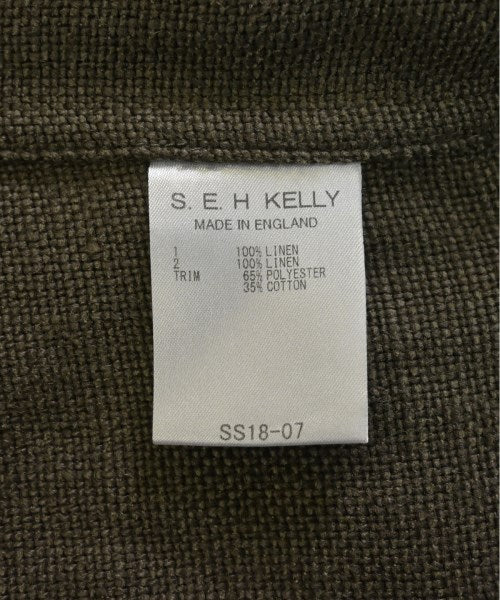 S. E. H KELLY
MADE IN ENGLAND
1 100% LINEN
2 100% LINEN
TRIM 65% POLYESTER
35% COTTON
SS18-07